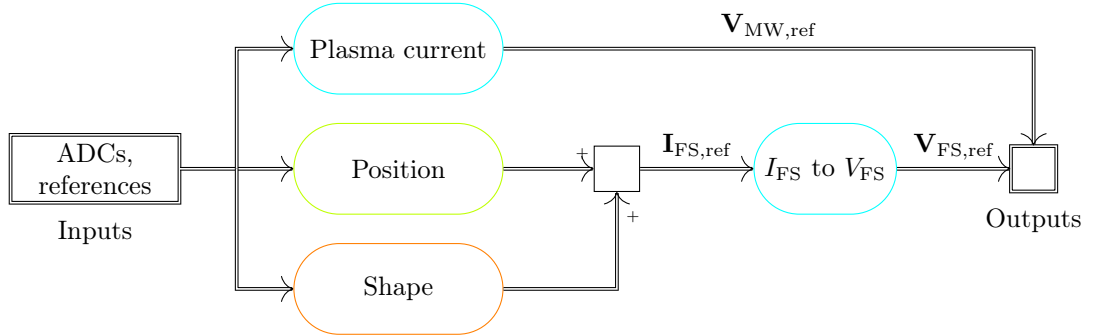 Plasma current
V_MW,ref
ADCs,
references
Inputs
Position
+
I_FS,ref
I_FS to V_FS
V_FS,ref
Outputs
+
Shape